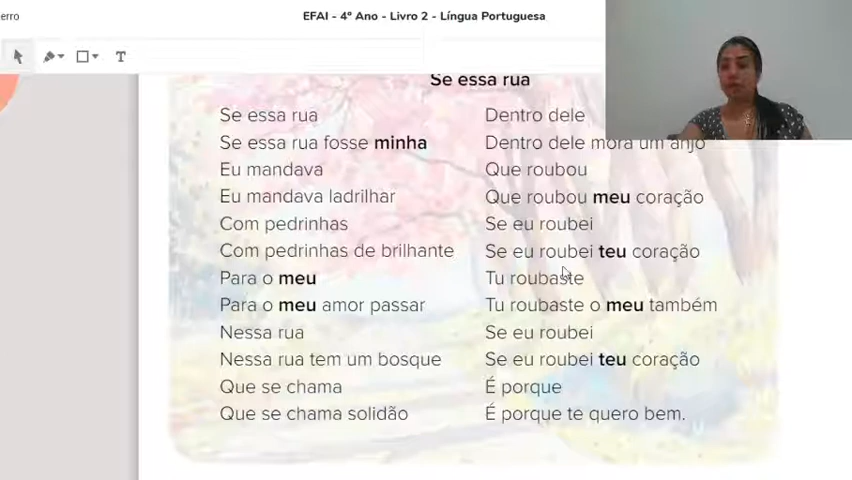 erro
EFAI - 4º Ano - Livro 2 - Língua Portuguesa
T
Se essa rua
Se essa rua
Se essa rua fosse minha
Eu mandava
Eu mandava ladrilhar
Com pedrinhas
Com pedrinhas de brilhante
Para o meu
Para o meu amor passar
Nessa rua
Nessa rua tem um bosque
Que se chama
Que se chama solidão
Dentro dele
Dentro dele mora um anjo
Que roubou
Que roubou meu coração
Se eu roubei
Se eu roubei teu coração
Tu roubaste
Tu roubaste o meu também
Se eu roubei
Se eu roubei teu coração
É porque
É porque te quero bem.